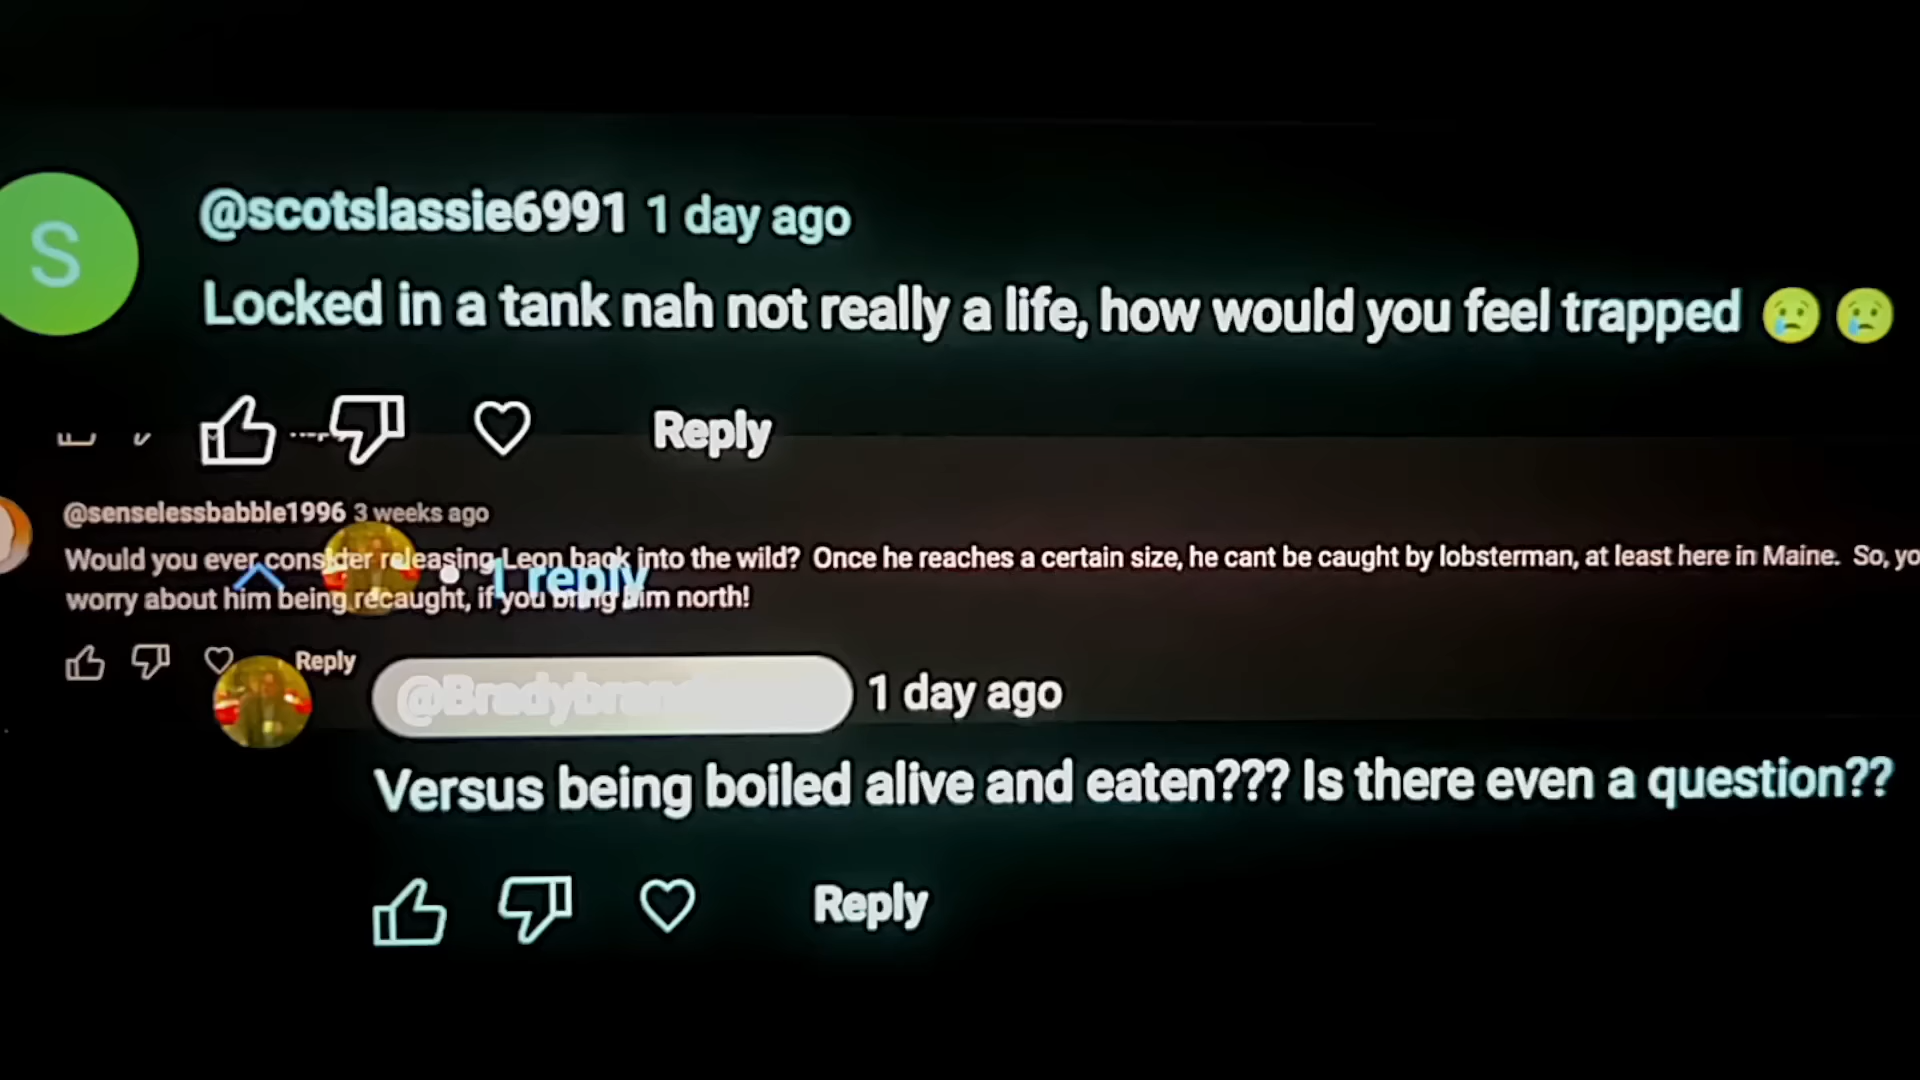 S
@scotslassie6991 1 day ago
Locked in a tank nah not really a life, how would you feel trapped 😢 😢
Reply
@senselessbabble1996 3 weeks ago
Would you ever consider releasing Leon back into the wild? Once he reaches a certain size, he cant be caught by lobsterman, at least here in Maine. So, yo
1 reply
worry about him being recaught, if you bring him north!
Reply
1 day ago
Versus being boiled alive and eaten??? Is there even a question??
Reply